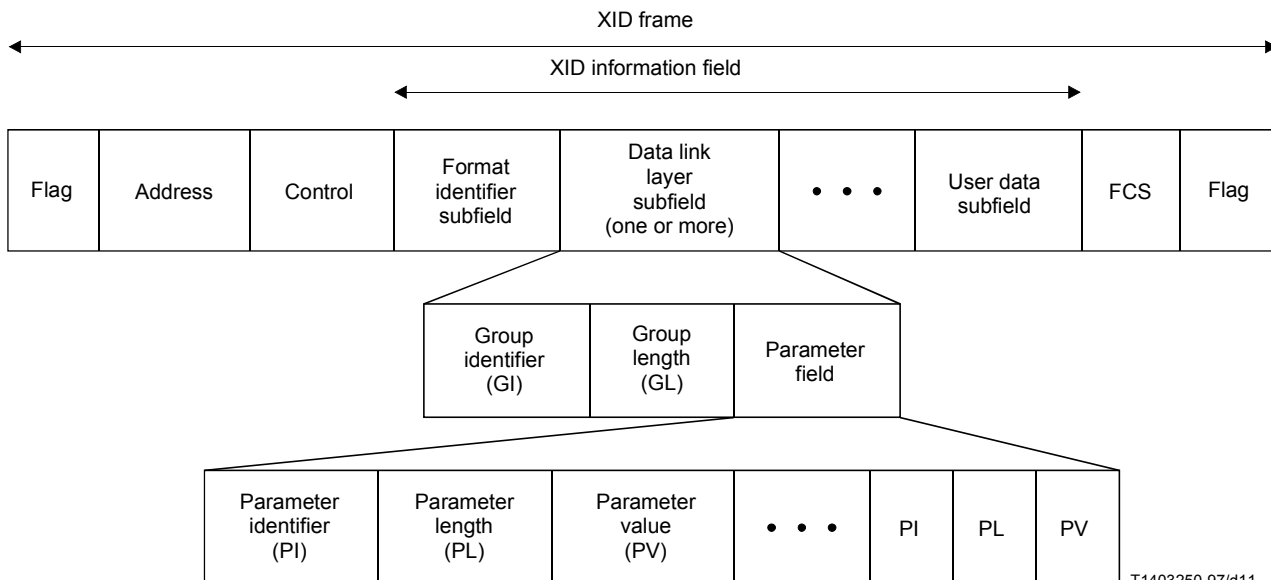 XID frame
XID information field
Flag
Address
Control
Format
identifier
subfield
Data link
layer
subfield
(one or more)
• • •
User data
subfield
FCS
Flag
Group
identifier
(GI)
Group
length
(GL)
Parameter
field
Parameter
identifier
(PI)
Parameter
length
(PL)
Parameter
value
(PV)
• • •
PI
PL
PV
T1403250-97/d11